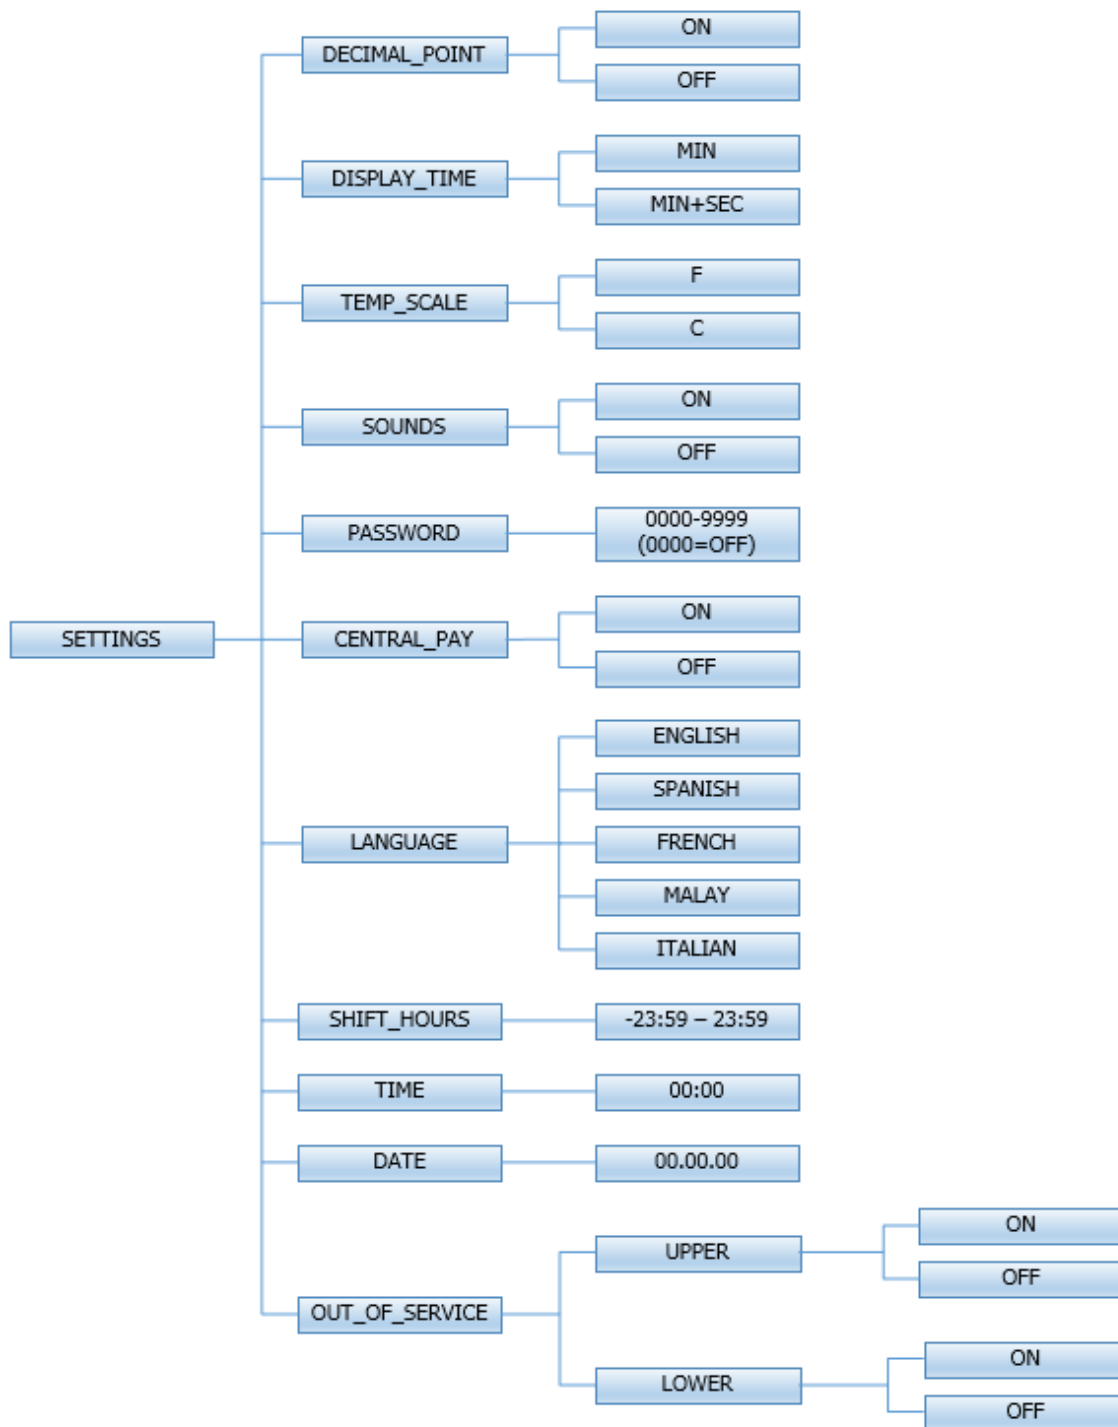 SETTINGS
DECIMAL_POINT
ON
OFF
DISPLAY_TIME
MIN
MIN+SEC
TEMP_SCALE
F
C
SOUNDS
ON
OFF
PASSWORD
0000-9999
(0000=OFF)
CENTRAL_PAY
ON
OFF
LANGUAGE
ENGLISH
SPANISH
FRENCH
MALAY
ITALIAN
SHIFT_HOURS
-23:59 – 23:59
TIME
00:00
DATE
00.00.00
OUT_OF_SERVICE
UPPER
ON
OFF
LOWER
ON
OFF